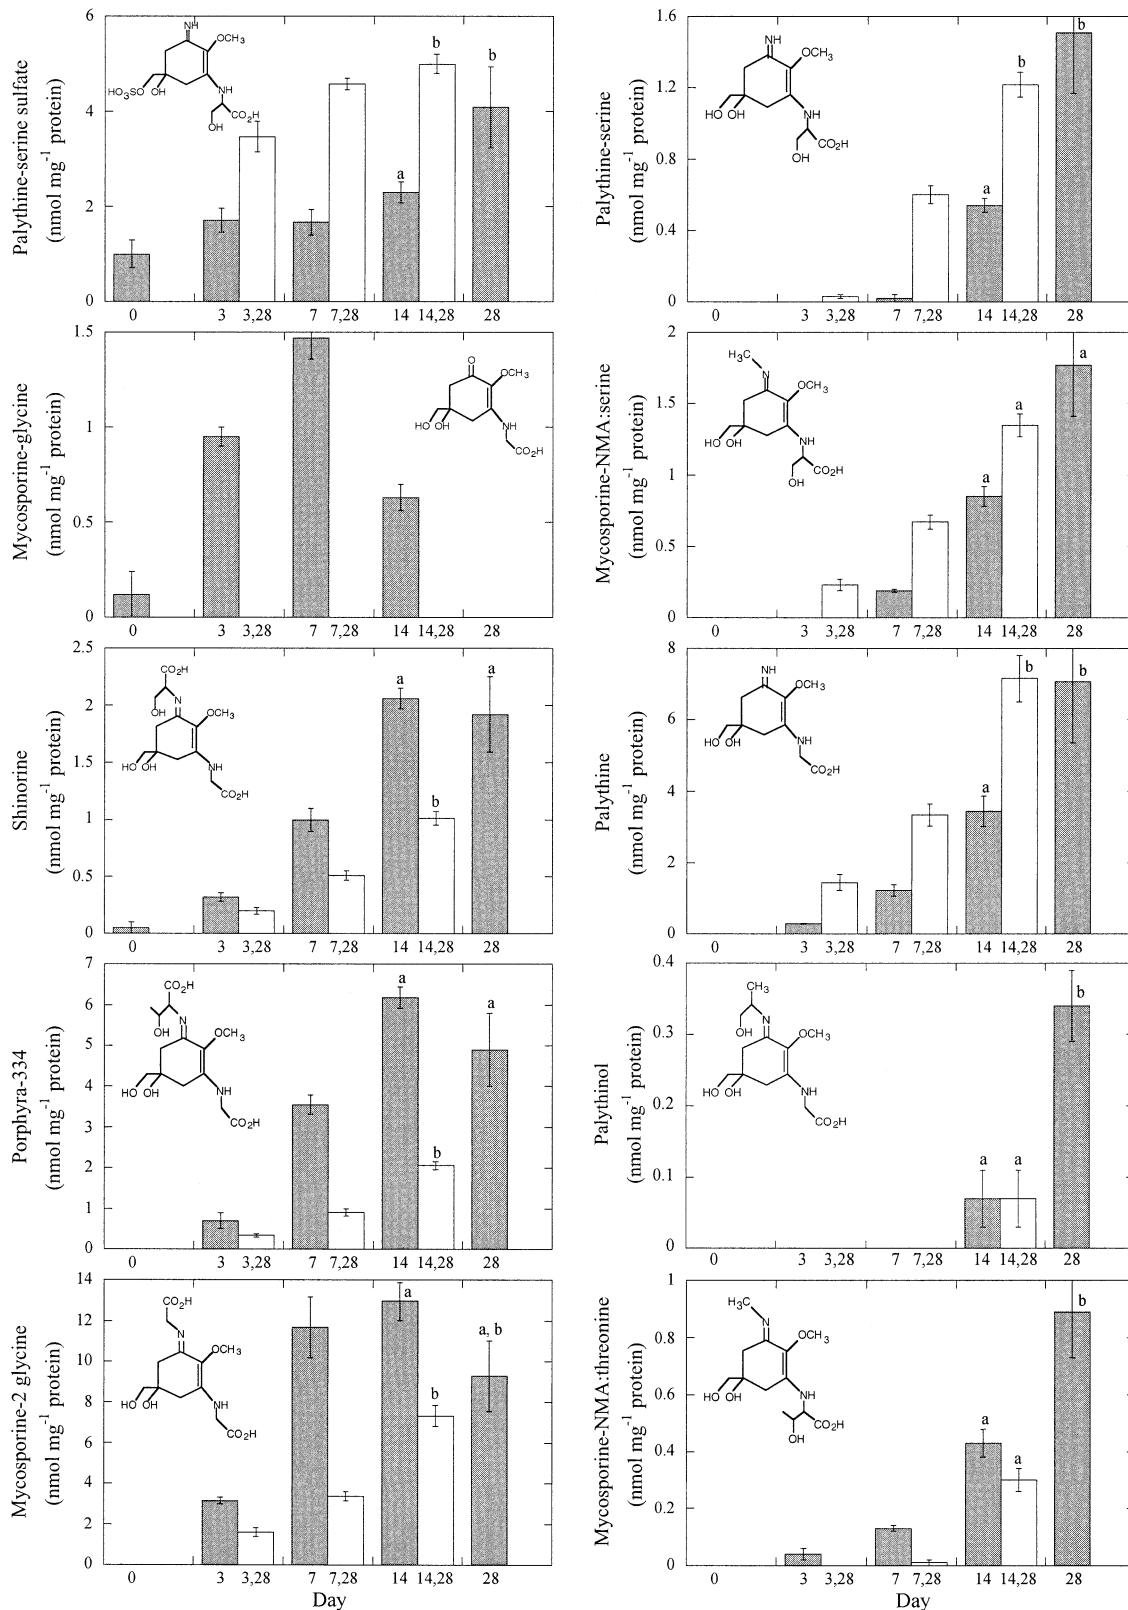 Palythine-serine sulfate
(nmol mg⁻¹ protein)
6
4
2
0
NH
OCH₃
HO₃SO
OH
NH
CO₂H
OH
a
b
b
0 3 3,28 7 7,28 14 14,28 28
Palythine-serine
(nmol mg⁻¹ protein)
1.6
1.2
0.8
0.4
0
NH
OCH₃
HO OH
NH
CO₂H
OH
a
b
b
0 3 3,28 7 7,28 14 14,28 28
Mycosporine-glycine
(nmol mg⁻¹ protein)
1.5
1
0.5
0
O
OCH₃
HO OH
NH
CO₂H
0 3 3,28 7 7,28 14 14,28 28
Mycosporine-NMA:serine
(nmol mg⁻¹ protein)
2
1.5
1
0.5
0
H₃C
N
OCH₃
HO OH
NH
CO₂H
OH
a
a
a
0 3 3,28 7 7,28 14 14,28 28
Shinorine
(nmol mg⁻¹ protein)
2.5
2
1.5
1
0.5
0
CO₂H
OH
N
OCH₃
HO OH
NH
CO₂H
a
b
a
0 3 3,28 7 7,28 14 14,28 28
Palythine
(nmol mg⁻¹ protein)
8
6
4
2
0
NH
OCH₃
HO OH
NH
CO₂H
a
b
b
0 3 3,28 7 7,28 14 14,28 28
Porphyra-334
(nmol mg⁻¹ protein)
7
6
5
4
3
2
1
0
CO₂H
OH
N
OCH₃
HO OH
NH
CO₂H
a
b
a
0 3 3,28 7 7,28 14 14,28 28
Palythinol
(nmol mg⁻¹ protein)
0.4
0.3
0.2
0.1
0
CH₃
OH
N
OCH₃
HO OH
NH
CO₂H
a
a
b
0 3 3,28 7 7,28 14 14,28 28
Mycosporine-2 glycine
(nmol mg⁻¹ protein)
14
12
10
8
6
4
2
0
CO₂H
N
OCH₃
HO OH
NH
CO₂H
a
b
a, b
0 3 3,28 7 7,28 14 14,28 28
Day
Mycosporine-NMA:threonine
(nmol mg⁻¹ protein)
1
0.8
0.6
0.4
0.2
0
H₃C
N
OCH₃
HO OH
NH
CO₂H
OH
a
a
b
0 3 3,28 7 7,28 14 14,28 28
Day